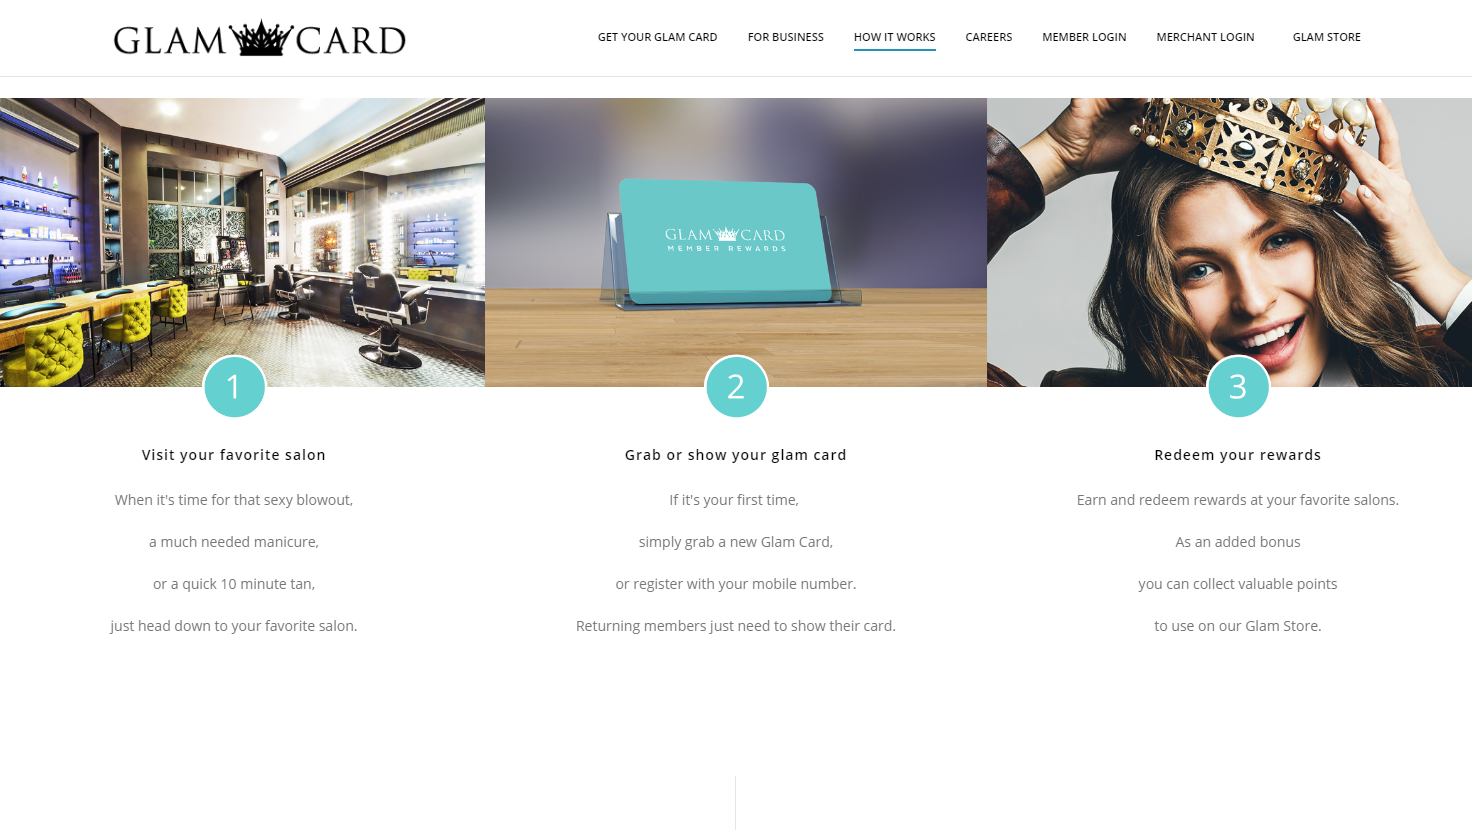 GLAM CARD
GET YOUR GLAM CARD
FOR BUSINESS
HOW IT WORKS
CAREERS
MEMBER LOGIN
MERCHANT LOGIN
GLAM STORE
GLAM CARD
MEMBER REWARDS
1
Visit your favorite salon
When it's time for that sexy blowout,
a much needed manicure,
or a quick 10 minute tan,
just head down to your favorite salon.
2
Grab or show your glam card
If it's your first time,
simply grab a new Glam Card,
or register with your mobile number.
Returning members just need to show their card.
3
Redeem your rewards
Earn and redeem rewards at your favorite salons.
As an added bonus
you can collect valuable points
to use on our Glam Store.